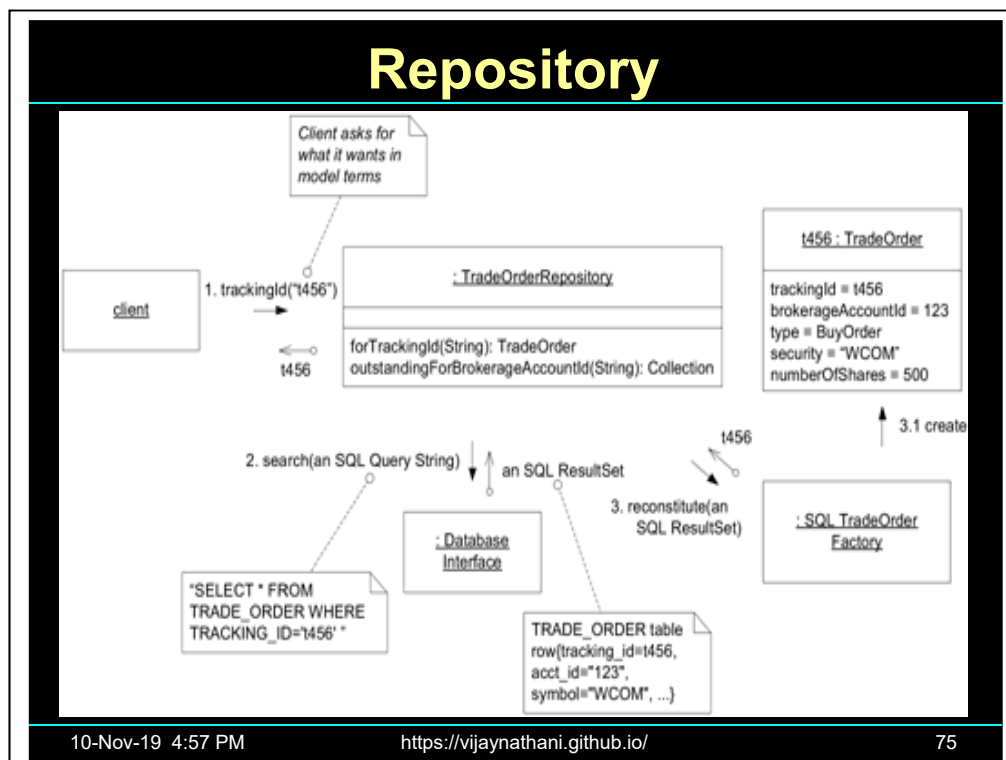 Repository
Client asks for
what it wants in
model terms
client
1. trackingId("t456")
t456
: TradeOrderRepository
forTrackingId(String): TradeOrder
outstandingForBrokerageAccountId(String): Collection
t456 : TradeOrder
trackingId = t456
brokerageAccountId = 123
type = BuyOrder
security = "WCOM"
numberOfShares = 500
3.1 create
t456
2. search(an SQL Query String)
an SQL ResultSet
3. reconstitute(an
SQL ResultSet)
: SQL TradeOrder
Factory
: Database
Interface
"SELECT * FROM
TRADE_ORDER WHERE
TRACKING_ID='t456' "
TRADE_ORDER table
row{tracking_id=t456,
acct_id="123",
symbol="WCOM", ...}
10-Nov-19 4:57 PM
https://vijaynathani.github.io/
75